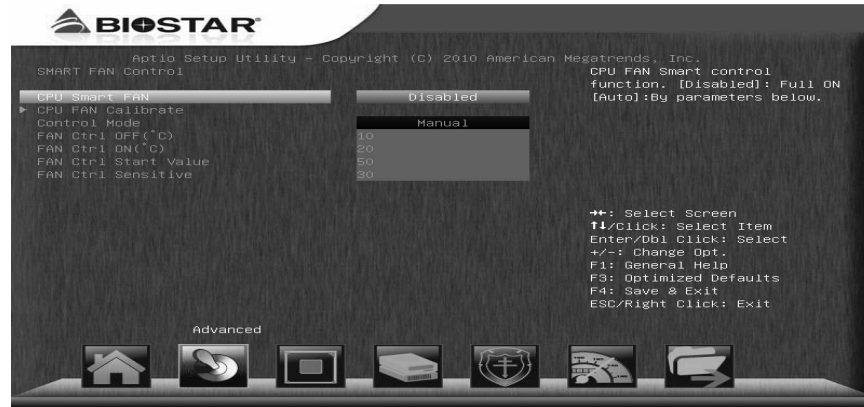 BIOSTAR®
Aptio Setup Utility - Copyright (C) 2010 American Megatrends, Inc.
SMART FAN Control
CPU Smart FAN Disabled
CPU FAN Calibrate
Control Mode Manual
FAN Ctrl OFF(°C) 10
FAN Ctrl ON(°C) 20
FAN Ctrl Start Value 50
FAN Ctrl Sensitive 30
CPU FAN Smart control
function. [Disabled]: Full ON
[Auto]:By parameters below.
→←: Select Screen
↑↓/Click: Select Item
Enter/Dbl Click: Select
+/-: Change Opt.
F1: General Help
F3: Optimized Defaults
F4: Save & Exit
ESC/Right Click: Exit
Advanced